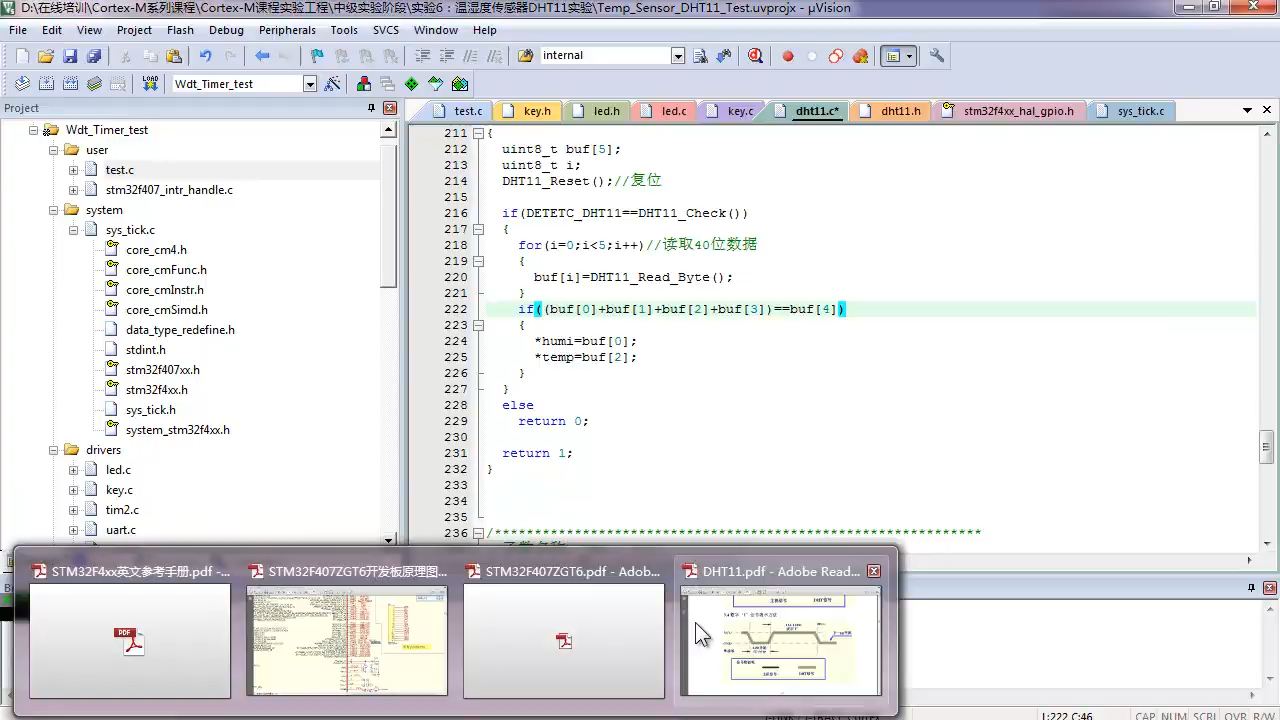 D:\在线培训\Cortex-M系列课程\Cortex-M课程实验工程\中级实验阶段\实验8：温湿度传感器DHT11实验\Temp_Sensor_DHT11_Test.uvprojx - µVision
File Edit View Project Flash Debug Peripherals Tools SVCS Window Help
internal
LOAD Wdt_Timer_test
Project
test.c key.h led.h led.c key.c dht11.c* dht11.h stm32f4xx_hal_gpio.h sys_tick.c
Wdt_Timer_test
user
test.c
stm32f407_intr_handle.c
system
sys_tick.c
core_cm4.h
core_cmFunc.h
core_cmInstr.h
core_cmSimd.h
data_type_redefine.h
stdint.h
stm32f407xx.h
stm32f4xx.h
sys_tick.h
system_stm32f4xx.h
drivers
led.c
key.c
tim2.c
uart.c
211 {
212 uint8_t buf[5];
213 uint8_t i;
214 DHT11_Reset();//复位
215
216 if(DETETC_DHT11==DHT11_Check())
217 {
218 for(i=0;i<5;i++)//读取40位数据
219 {
220 buf[i]=DHT11_Read_Byte();
221 }
222 if((buf[0]+buf[1]+buf[2]+buf[3])==buf[4])
223 {
224 *humi=buf[0];
225 *temp=buf[2];
226 }
227 }
228 else
229 return 0;
230
231 return 1;
232 }
233
234
235
236 /*************************************************************
STM32F4xx英文参考手册.pdf -...
STM32F407ZGT6开发板原理图...
STM32F407ZGT6.pdf - Adob...
DHT11.pdf - Adobe Read...
PDF
L:222 C:46 CAP NUM SCRL OVR R/W